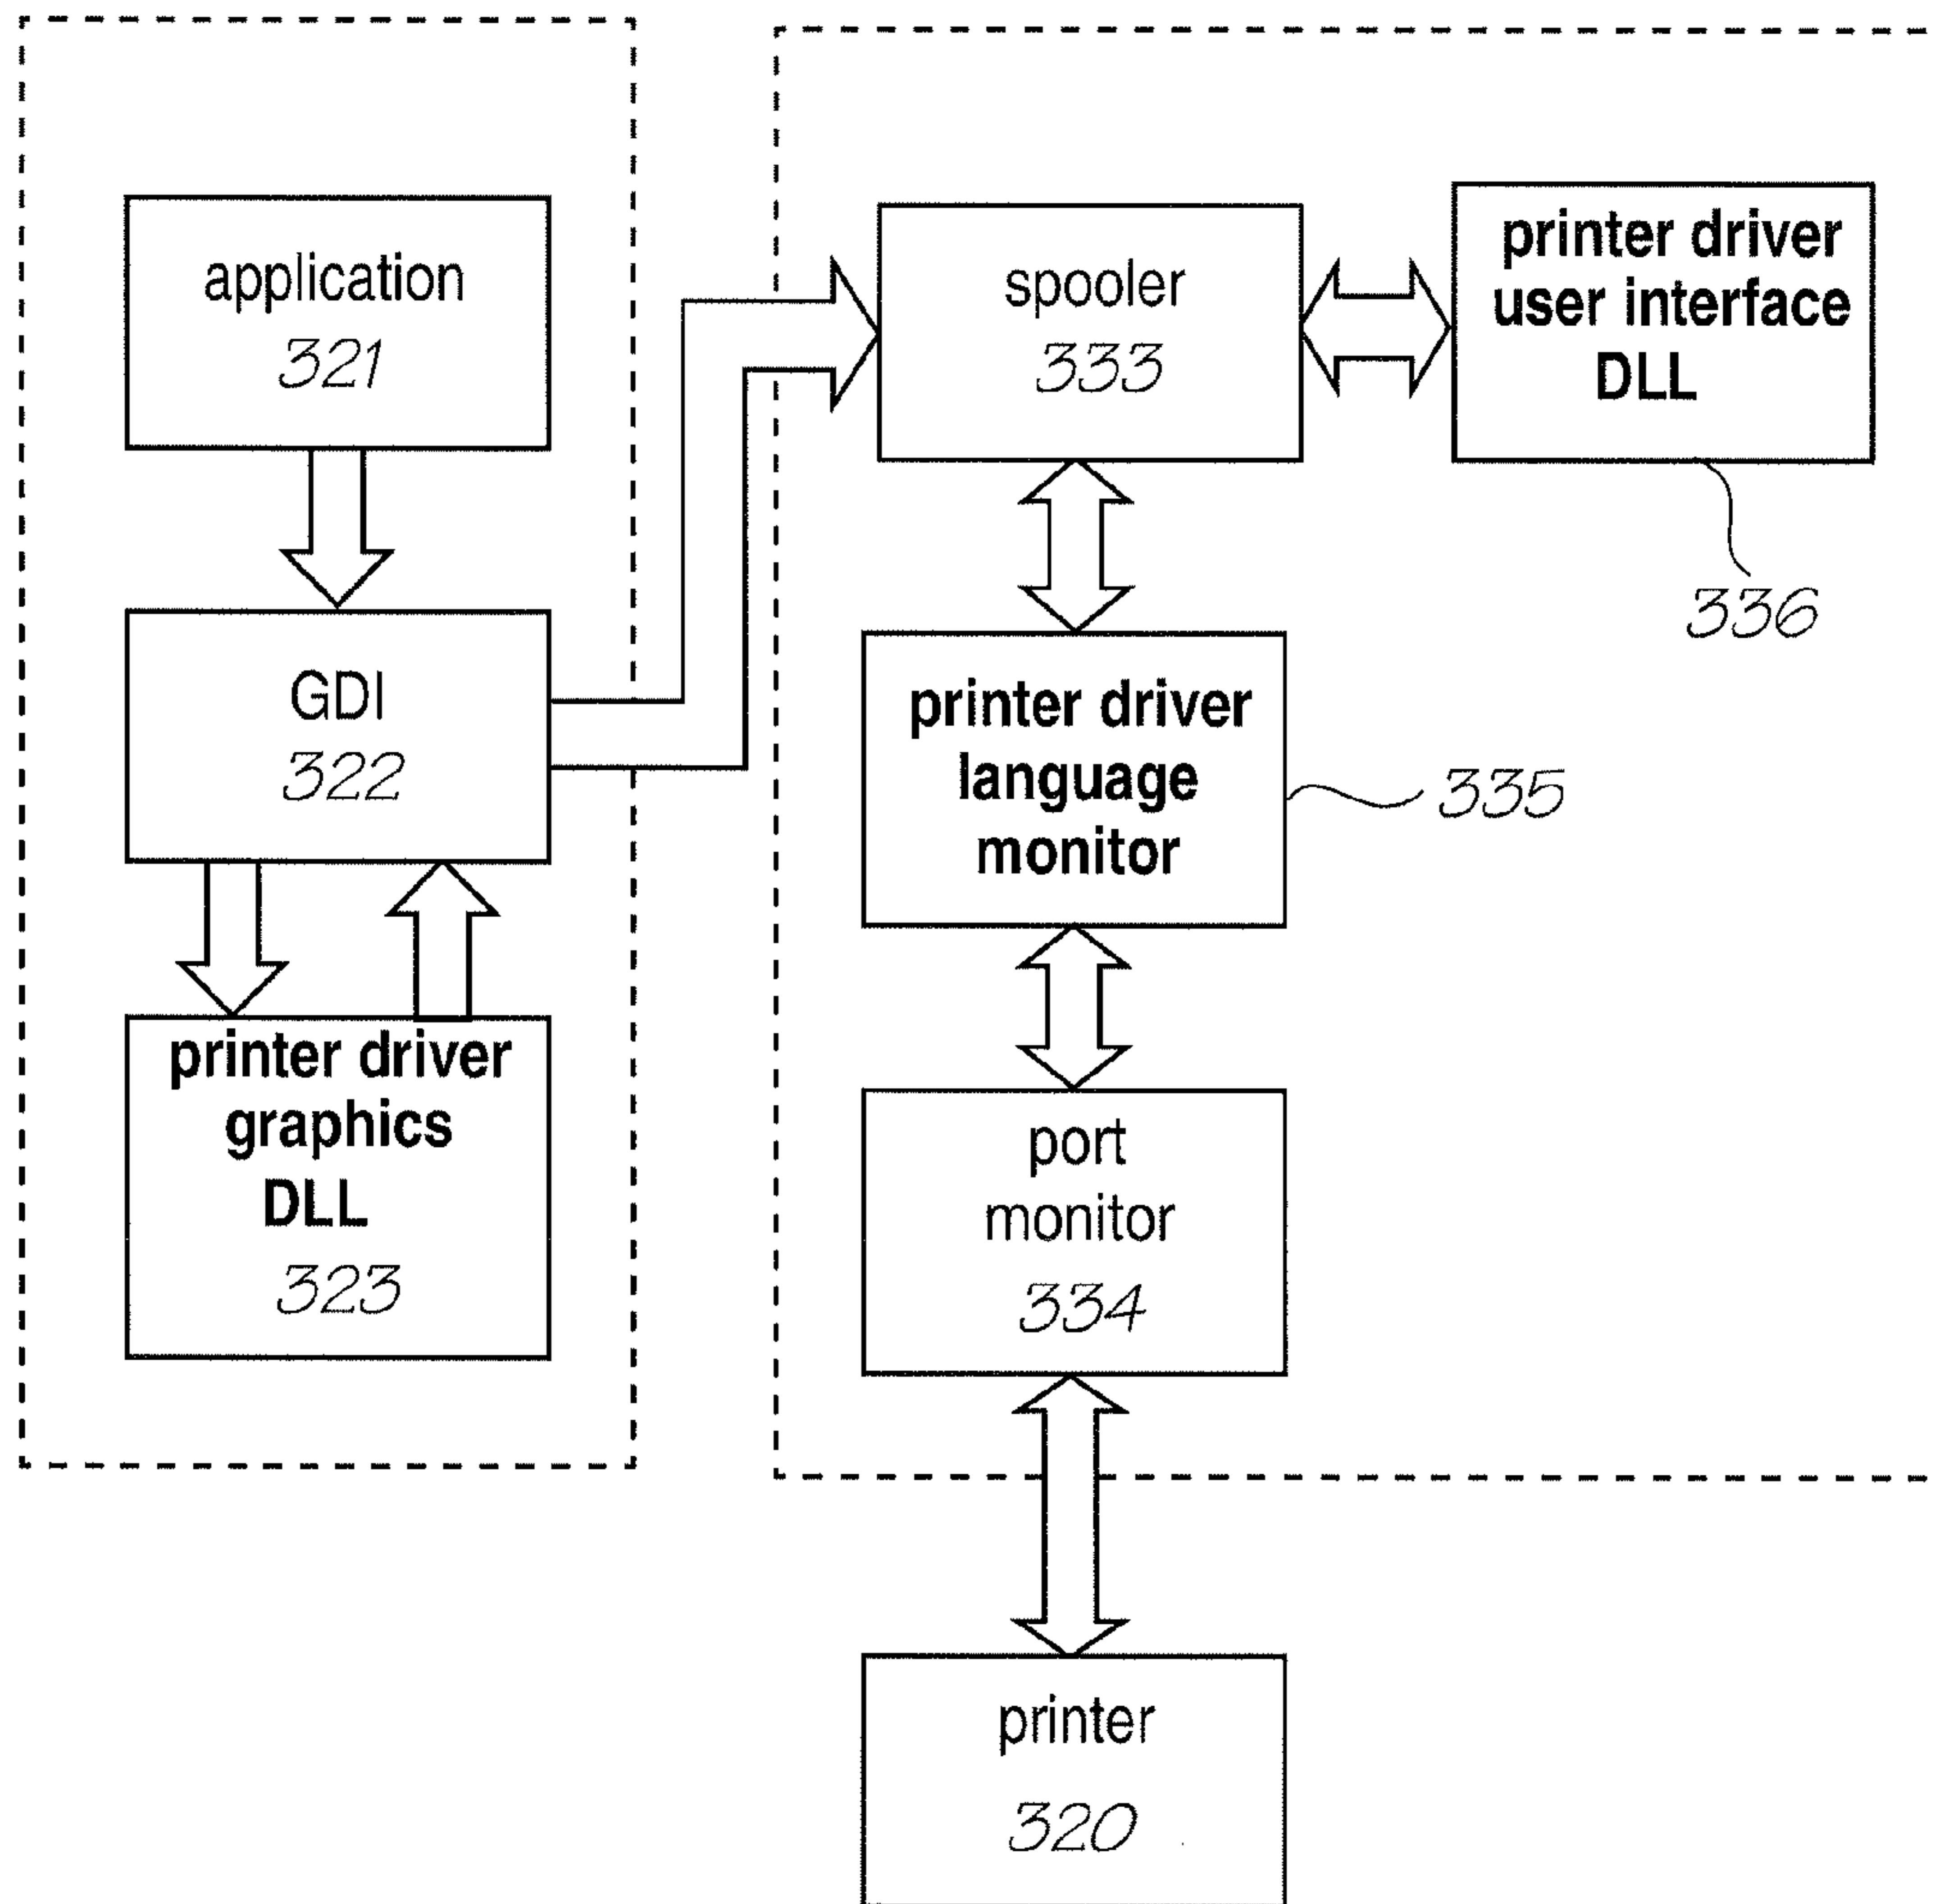 application
321
GDI
322
printer driver
graphics
DLL
323
spooler
333
printer driver
user interface
DLL
336
printer driver
language
monitor
335
port
monitor
334
printer
320